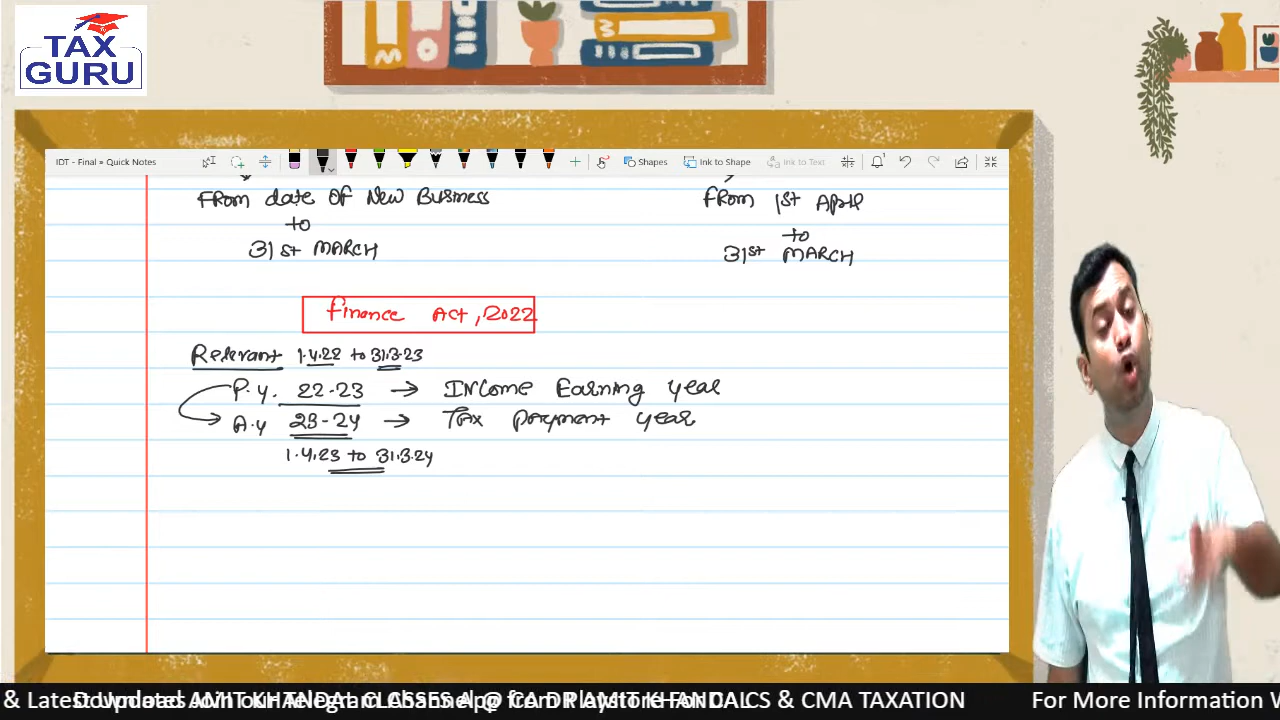 TAX
GURU
IDT - Final » Quick Notes
Shapes
Ink to Shape
Ink to Text
From date of New Business
to
31st MARCH
From 1st April
to
31st MARCH
Finance Act, 2022
Relevant 1.4.22 to 31.3.23
P.y. 22-23 → Income Earning year
A.y 23-24 → Tax payment year
1.4.23 to 31.3.24
For More Information